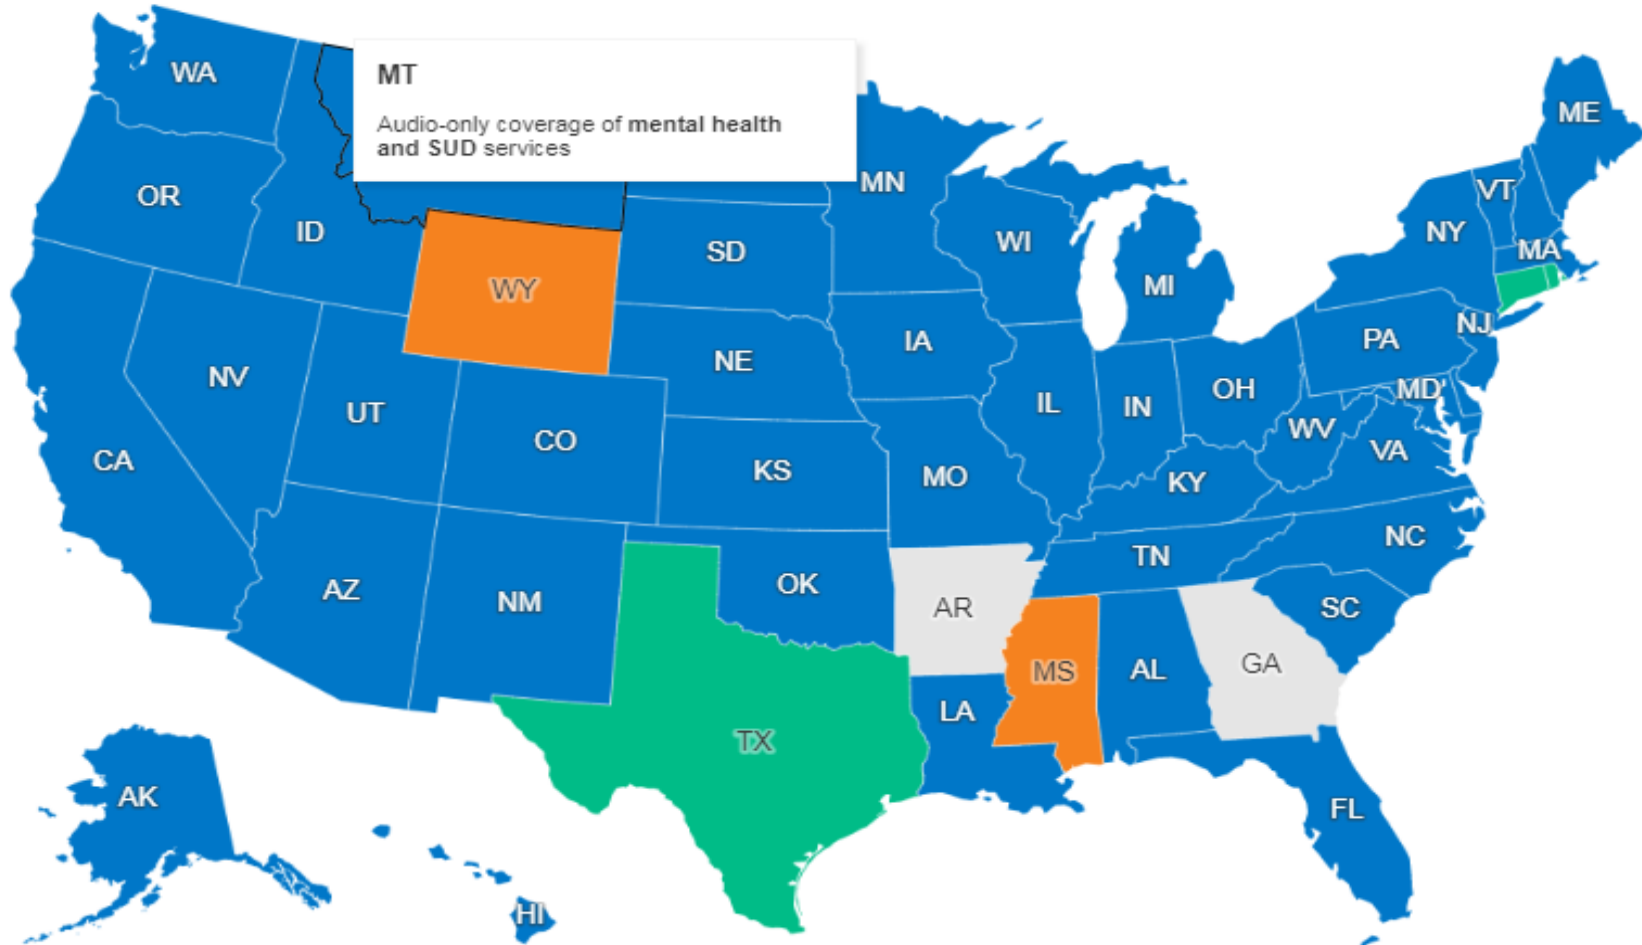 MT
Audio-only coverage of mental health
and SUD services
WA
ME
OR
MN
VT
ID
NY
SD
WI
MA
WY
MI
NJ
IA
PA
NE
NV
MD
OH
UT
IL
IN
CO
WV
VA
CA
KS
MO
KY
NC
TN
AZ
OK
NM
AR
SC
GA
MS
AL
LA
TX
AK
FL
HI